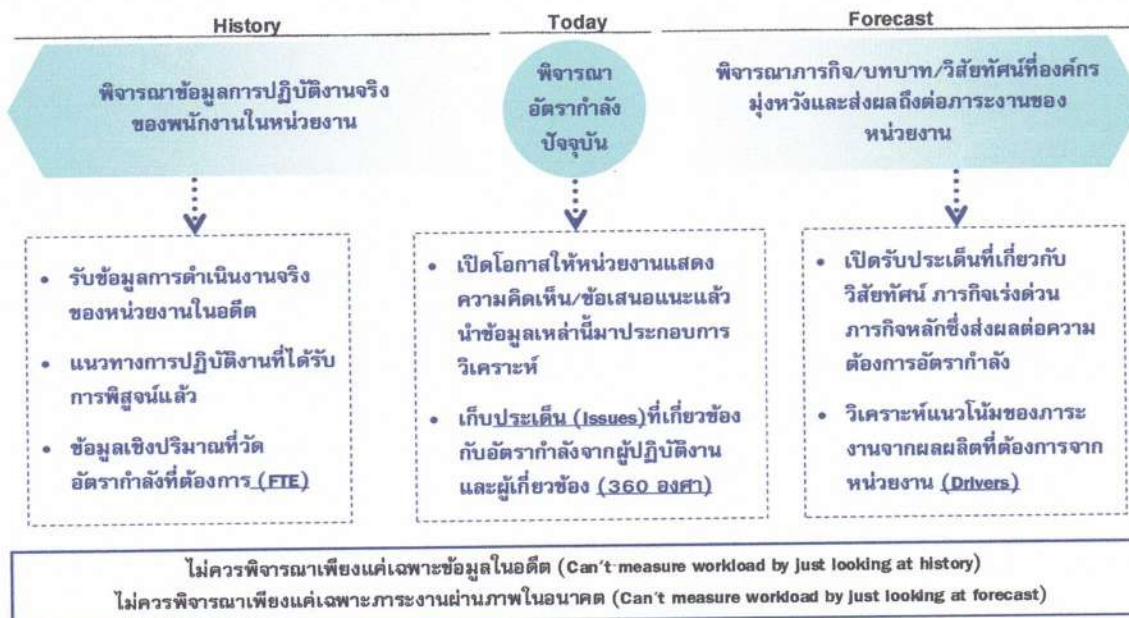 History
Today
Forecast
พิจารณาข้อมูลการปฏิบัติงานจริง
ของพนักงานในหน่วยงาน
พิจารณา
อัตรากำลัง
ปัจจุบัน
พิจารณาภารกิจ/บทบาท/วิสัยทัศน์ที่องค์กร
มุ่งหวังและส่งผลถึงต่อภาระงานของ
หน่วยงาน
• รับข้อมูลการดำเนินงานจริง
ของหน่วยงานในอดีต
• แนวทางการปฏิบัติงานที่ได้รับ
การพิสูจน์แล้ว
• ข้อมูลเชิงปริมาณที่วัด
อัตรากำลังที่ต้องการ (FTE)
• เปิดโอกาสให้หน่วยงานแสดง
ความคิดเห็น/ข้อเสนอแนะแล้ว
นำข้อมูลเหล่านี้มาประกอบการ
วิเคราะห์
• เก็บประเด็น (Issues)ที่เกี่ยวข้อง
กับอัตรากำลังจากผู้ปฏิบัติงาน
และผู้เกี่ยวข้อง (360 องศา)
• เปิดรับประเด็นที่เกี่ยวกับ
วิสัยทัศน์ ภารกิจเร่งด่วน
ภารกิจหลักซึ่งส่งผลต่อความ
ต้องการอัตรากำลัง
• วิเคราะห์แนวโน้มของภาระ
งานจากผลผลิตที่ต้องการจาก
หน่วยงาน (Drivers)
ไม่ควรพิจารณาเพียงแค่เฉพาะข้อมูลในอดีต (Can't measure workload by just looking at history)
ไม่ควรพิจารณาเพียงแค่เฉพาะภาระงานผ่านภาพในอนาคต (Can't measure workload by just looking at forecast)